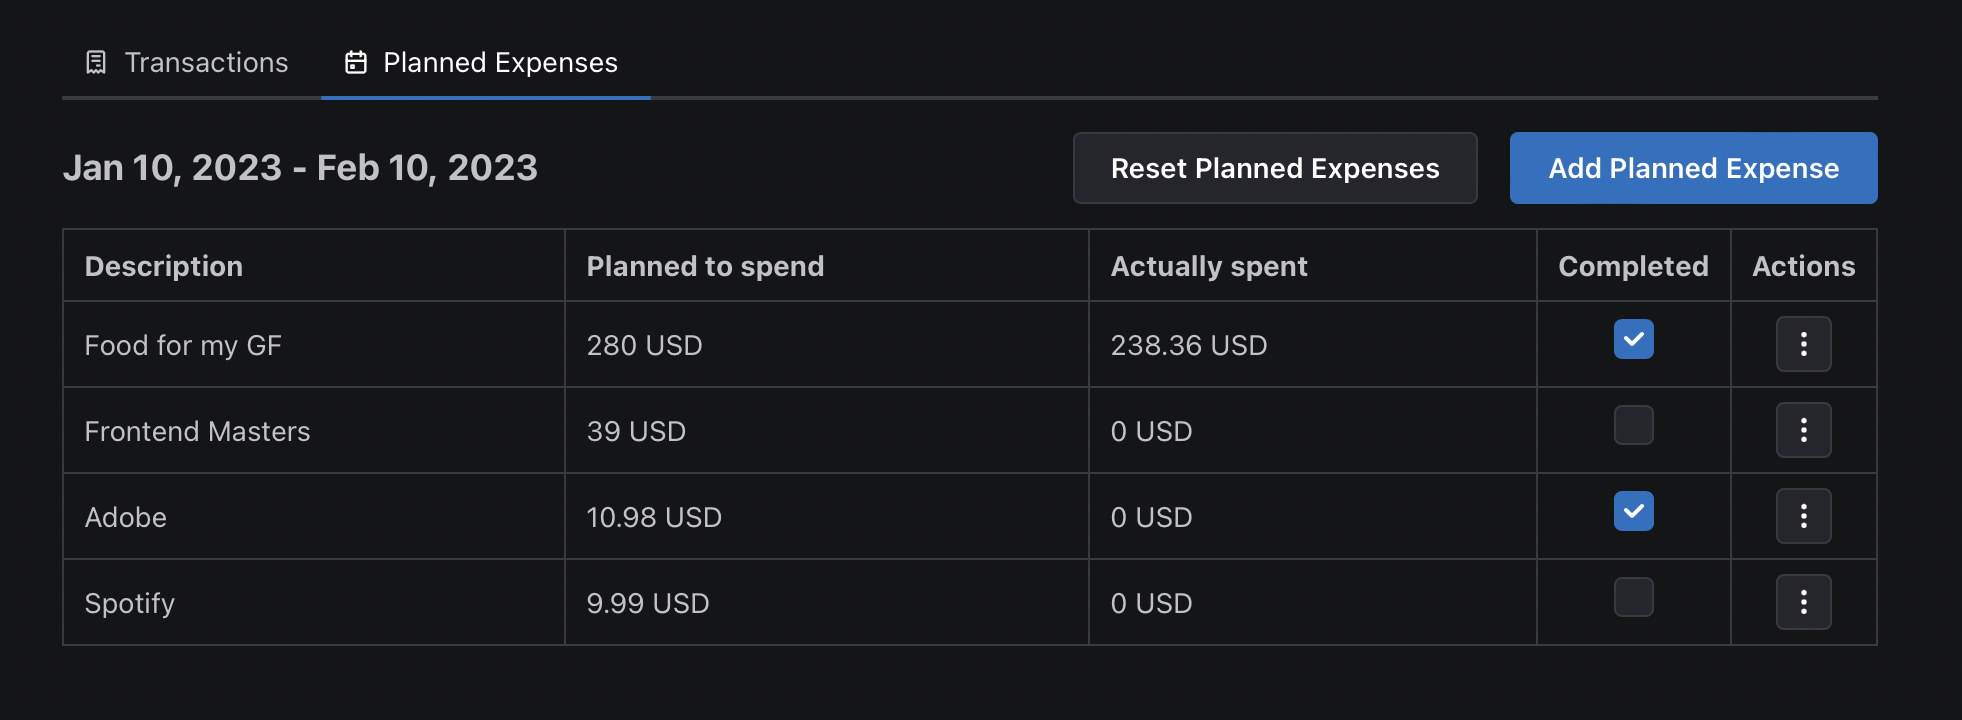 Transactions Planned Expenses
Jan 10, 2023 - Feb 10, 2023 Reset Planned Expenses Add Planned Expense
Description Planned to spend Actually spent Completed Actions
Food for my GF 280 USD 238.36 USD
Frontend Masters 39 USD 0 USD
Adobe 10.98 USD 0 USD
Spotify 9.99 USD 0 USD